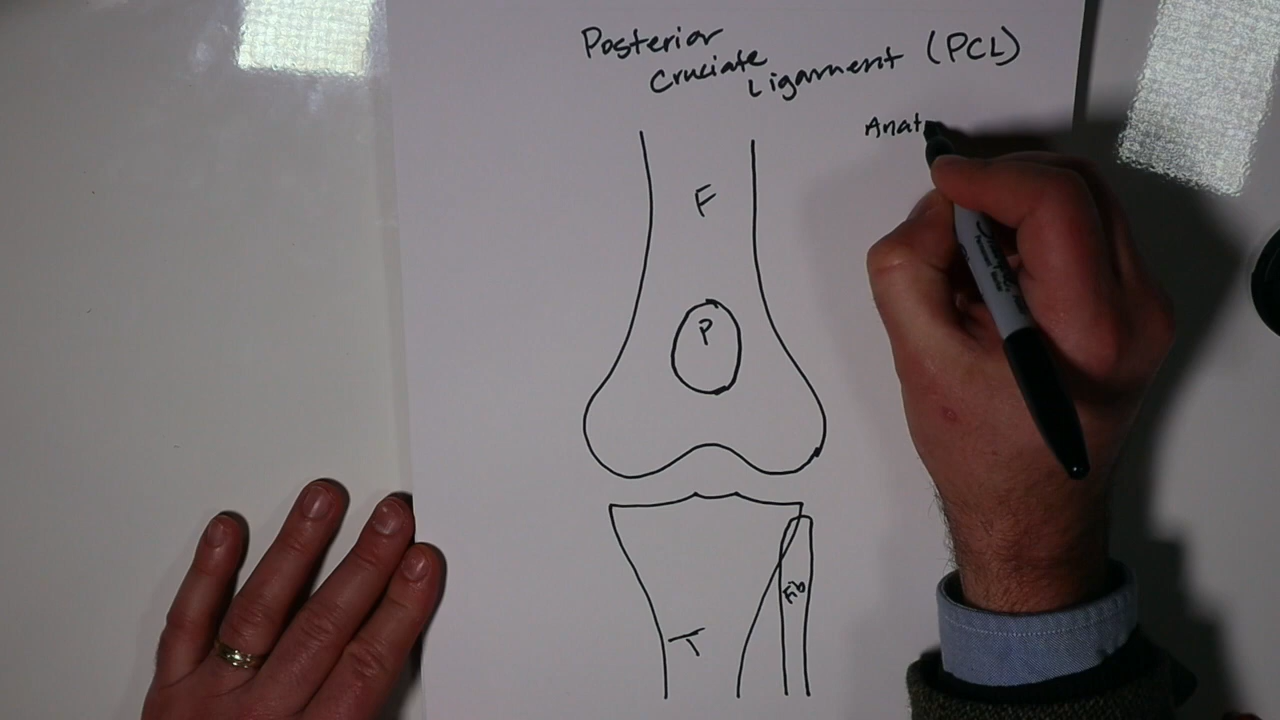 Posterior
Cruciate
Ligament (PCL)
Anat
F
P
Fib
T